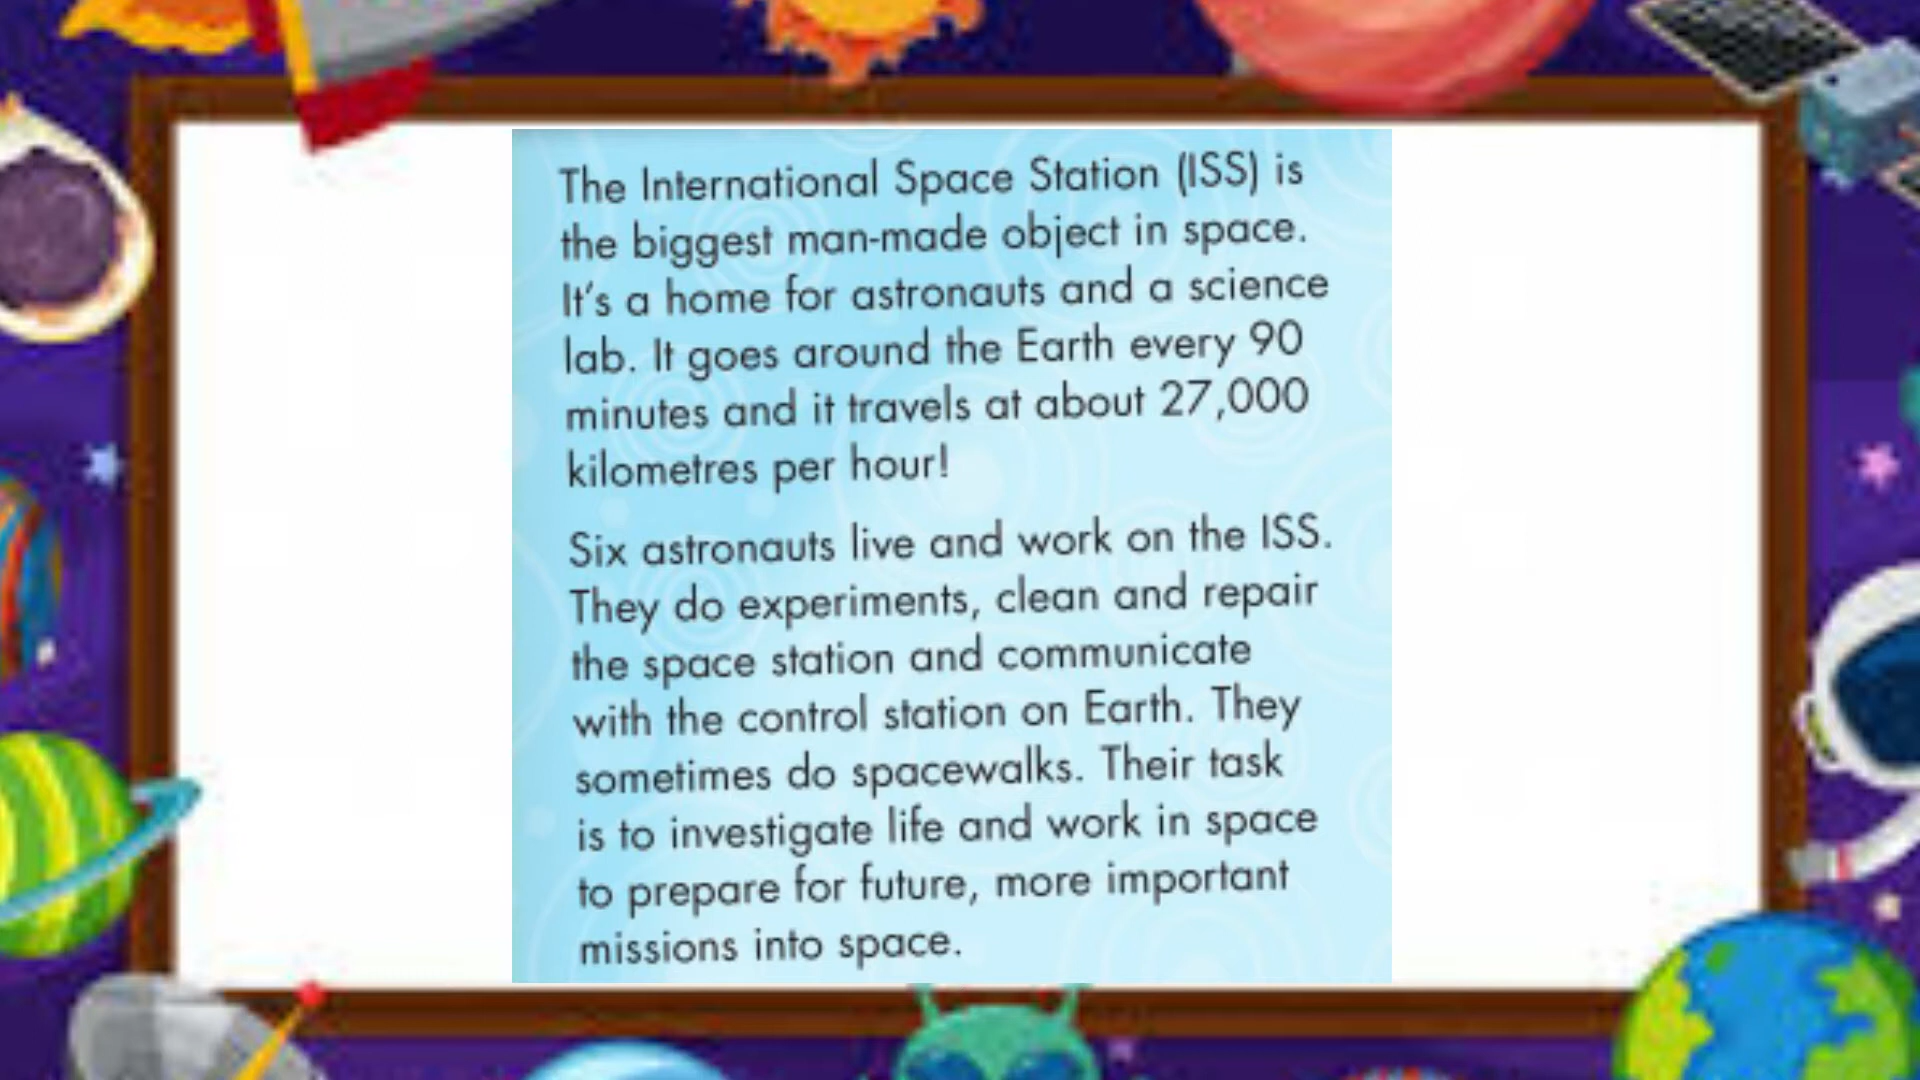 The International Space Station (ISS) is
the biggest man-made object in space.
It's a home for astronauts and a science
lab. It goes around the Earth every 90
minutes and it travels at about 27,000
kilometres per hour!
Six astronauts live and work on the ISS.
They do experiments, clean and repair
the space station and communicate
with the control station on Earth. They
sometimes do spacewalks. Their task
is to investigate life and work in space
to prepare for future, more important
missions into space.